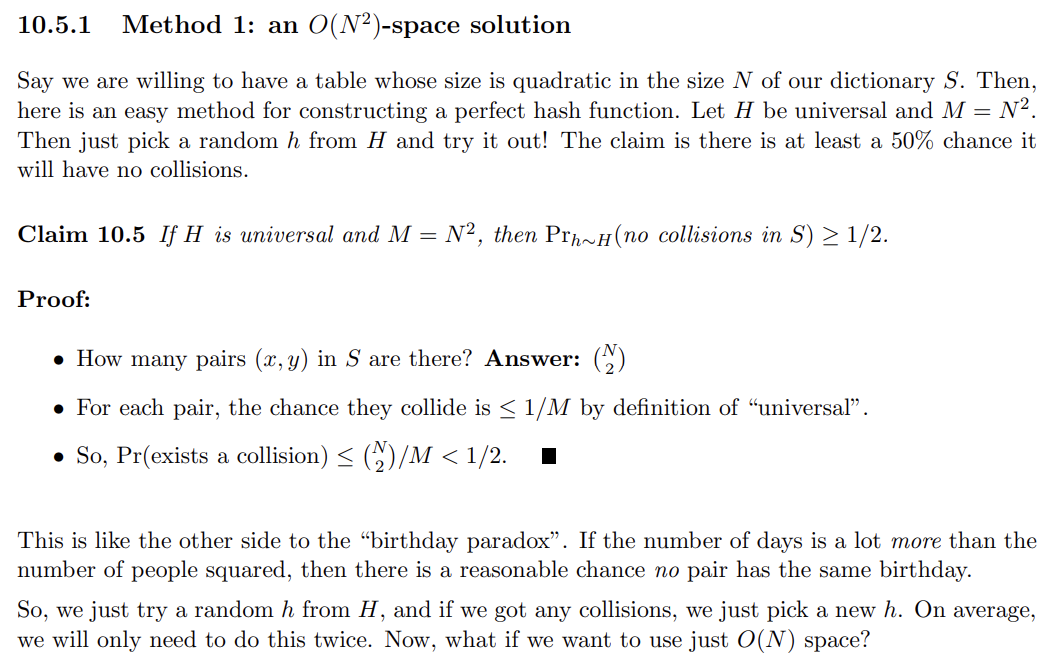 10.5.1 Method 1: an O(N²)-space solution
Say we are willing to have a table whose size is quadratic in the size N of our dictionary S. Then,
here is an easy method for constructing a perfect hash function. Let H be universal and M = N².
Then just pick a random h from H and try it out! The claim is there is at least a 50% chance it
will have no collisions.
Claim 10.5 If H is universal and M = N², then Prₕ∼H(no collisions in S) ≥ 1/2.
Proof:
• How many pairs (x, y) in S are there? Answer: \binom{N}{2}
• For each pair, the chance they collide is ≤ 1/M by definition of “universal”.
• So, Pr(exists a collision) ≤ \binom{N}{2}/M < 1/2. ■
This is like the other side to the “birthday paradox”. If the number of days is a lot more than the
number of people squared, then there is a reasonable chance no pair has the same birthday.
So, we just try a random h from H, and if we got any collisions, we just pick a new h. On average,
we will only need to do this twice. Now, what if we want to use just O(N) space?